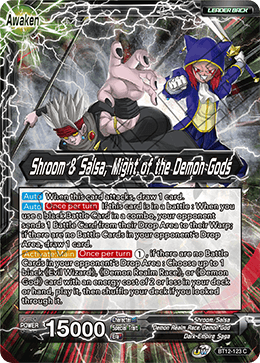 Awaken
LEADER BACK
Shroom & Salsa, Might of the Demon Gods
Auto When this card attacks, draw 1 card.
Auto Once per turn If this card is in a battle : When you
use a black Battle Card in a combo, your opponent
sends 1 Battle Card from their Drop Area to their Warp;
if there are no Battle Cards in your opponent's Drop
Area, draw 1 card.
Activate Main Once per turn 1, if there are no Battle
Cards in your opponent's Drop Area : Choose up to 1
black (Evil Wizard), (Demon Realm Race), or (Demon
God) card with an energy cost of 2 or less in your deck
or hand, play it, then shuffle your deck if you looked
through it.
POWER 15000
Character Shroom, Salsa
Special Trait Demon Realm Race/Demon God
Era Dark Empire Saga
BT12-123 C